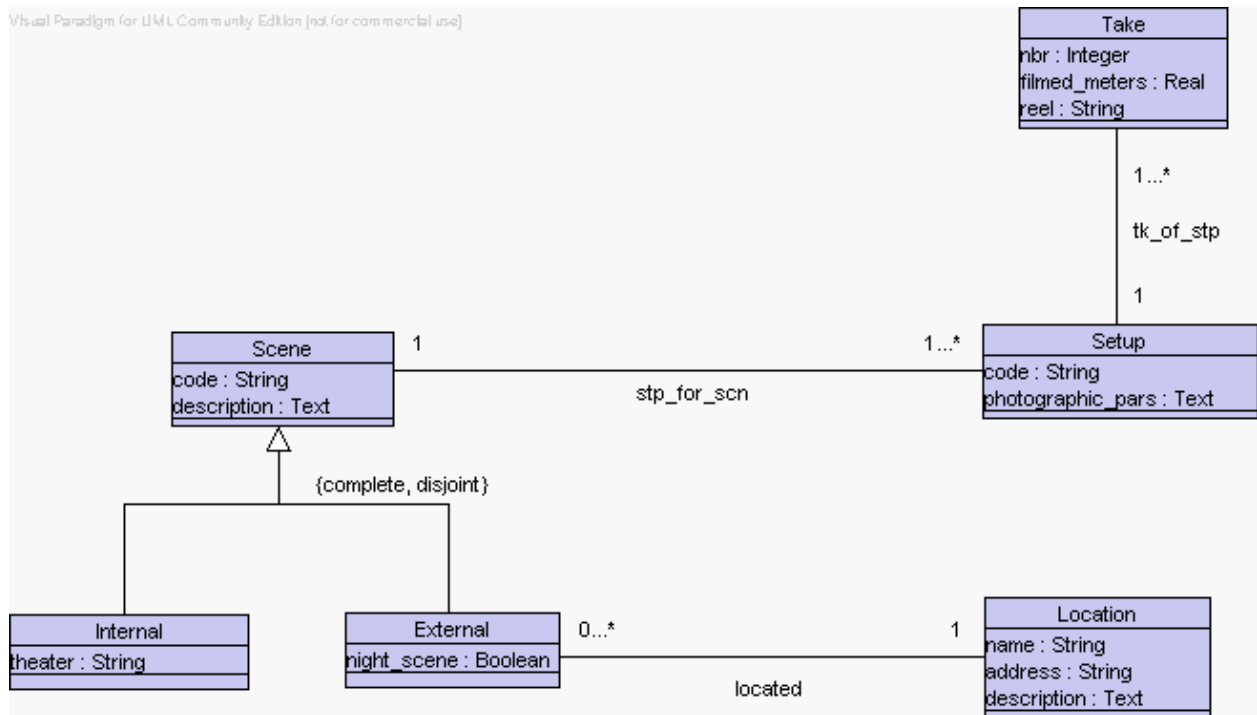 Visual Paradigm for UML Community Edition [not for commercial use]
Take
nbr : Integer
filmed_meters : Real
reel : String
1...*
tk_of_stp
1
Scene
code : String
description : Text
1
1...*
stp_for_scn
Setup
code : String
photographic_pars : Text
{complete, disjoint}
Internal
theater : String
External
night_scene : Boolean
0...*
1
located
Location
name : String
address : String
description : Text